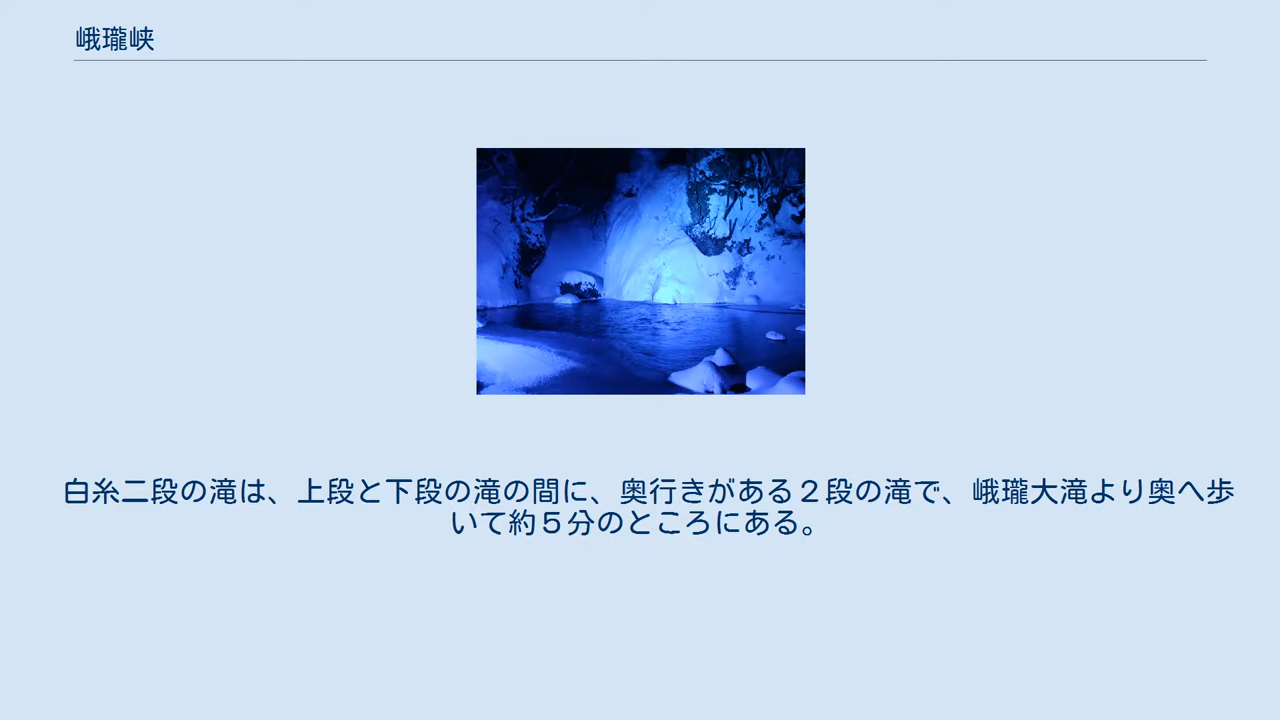 峨瓏峡
白糸二段の滝は、上段と下段の滝の間に、奥行きがある２段の滝で、峨瓏大滝より奥へ歩
いて約５分のところにある。